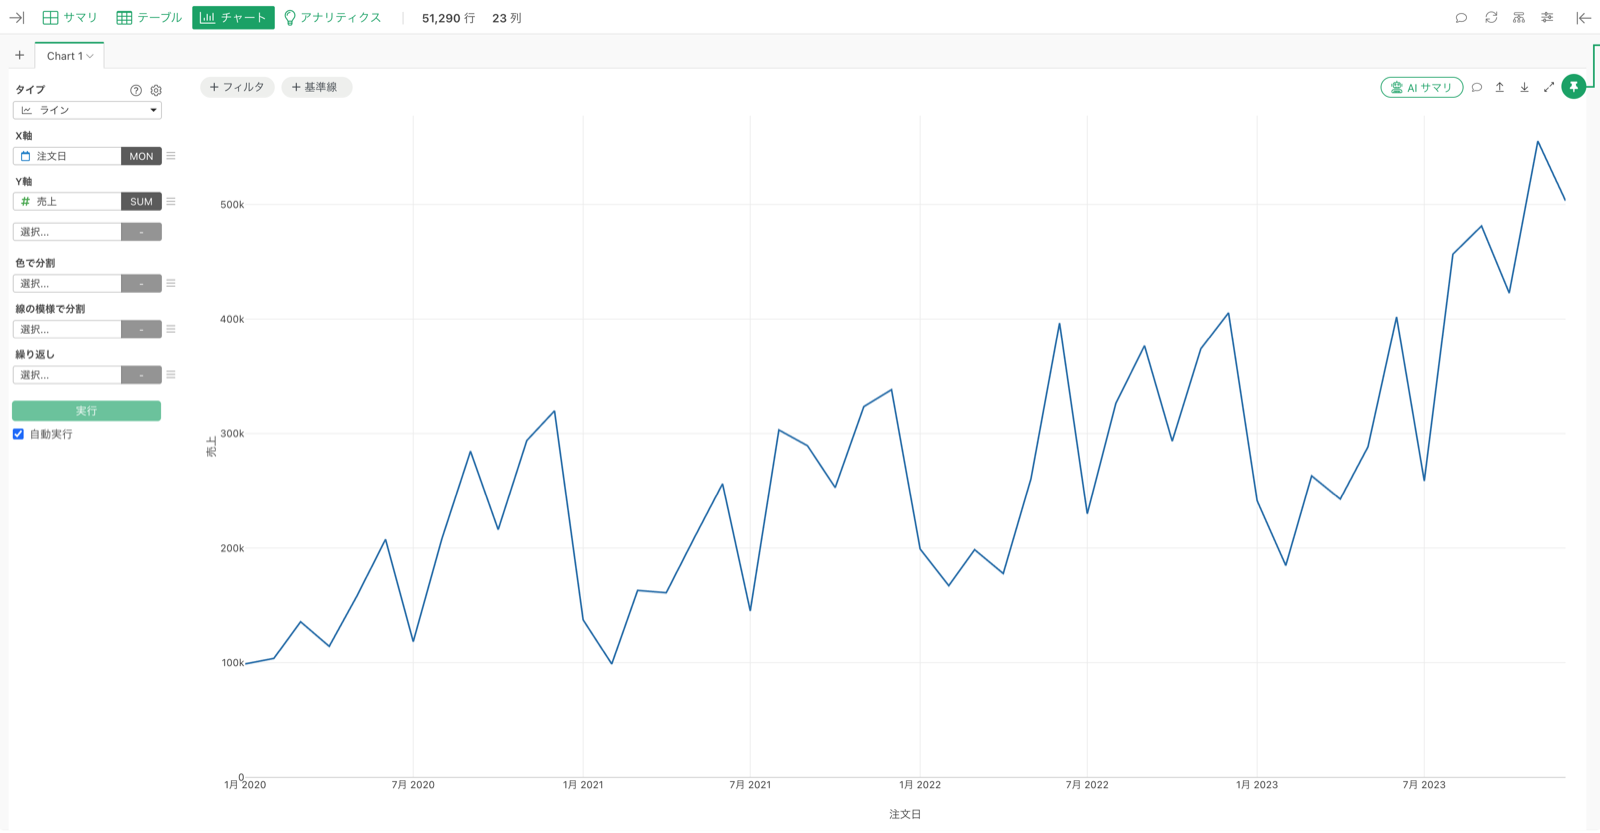 サマリ テーブル チャート アナリティクス 51,290 行 23 列
+ Chart 1
タイプ
ライン
X軸
注文日 MON
Y軸
売上 SUM
選択... -
色で分割
選択... -
線の模様で分割
選択... -
繰り返し
選択... -
実行
自動実行
+ フィルタ + 基準線
AI サマリ
500k
400k
300k
200k
100k
0
売上
1月 2020 7月 2020 1月 2021 7月 2021 1月 2022 7月 2022 1月 2023 7月 2023
注文日